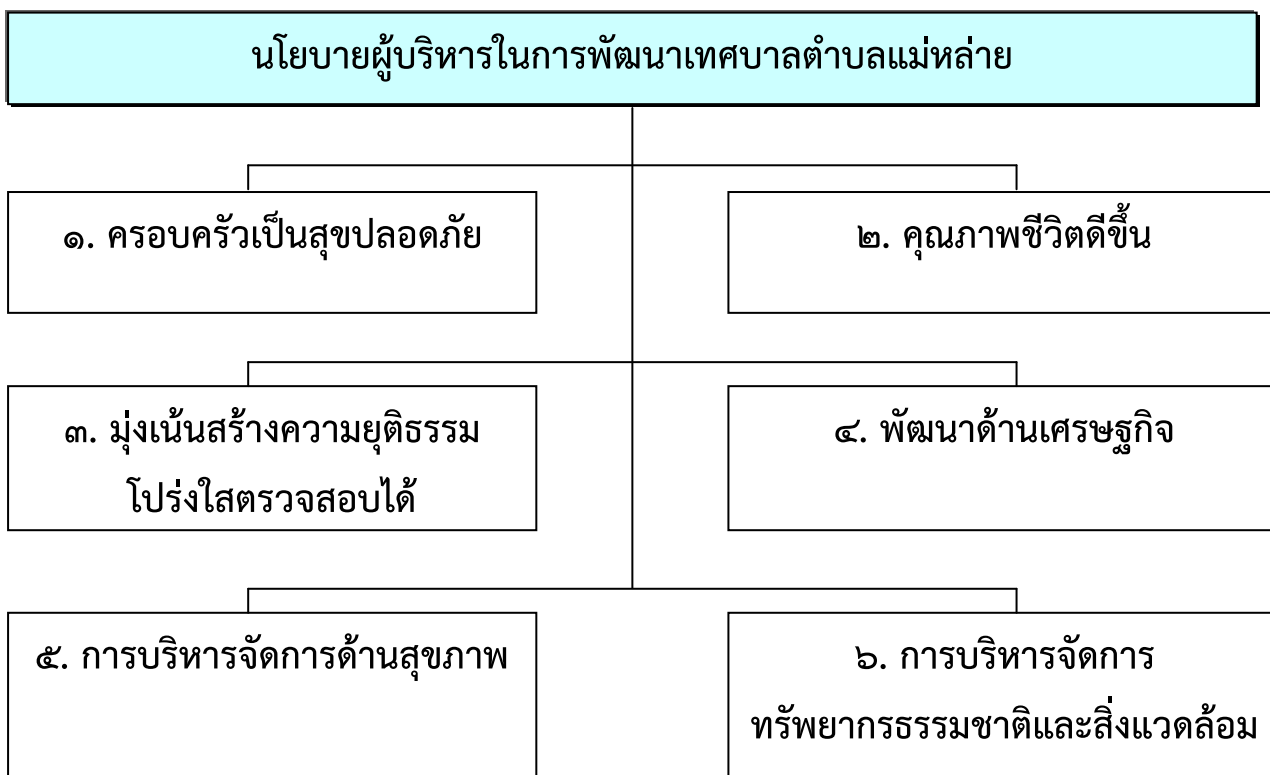 นโยบายผู้บริหารในการพัฒนาเทศบาลตำบลแม่หล่าย
๑. ครอบครัวเป็นสุขปลอดภัย
๒. คุณภาพชีวิตดีขึ้น
๓. มุ่งเน้นสร้างความยุติธรรม
โปร่งใสตรวจสอบได้
๔. พัฒนาด้านเศรษฐกิจ
๕. การบริหารจัดการด้านสุขภาพ
๖. การบริหารจัดการ
ทรัพยากรธรรมชาติและสิ่งแวดล้อม